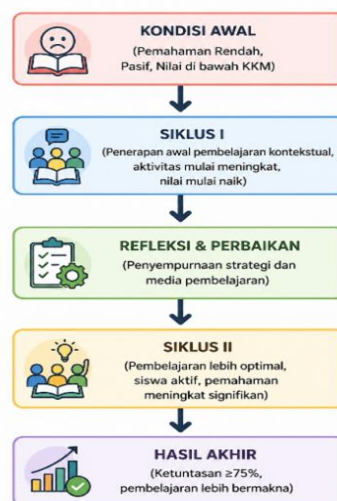 KONDISI AWAL
(Pemahaman Rendah,
Pasif, Nilai di bawah KKM)
SIKLUS I
(Penerapan awal pembelajaran kontekstual,
aktivitas mulai meningkat,
nilai mulai naik)
REFLEKSI & PERBAIKAN
(Penyempurnaan strategi dan
media pembelajaran)
SIKLUS II
(Pembelajaran lebih optimal,
siswa aktif, pemahaman
meningkat signifikan)
HASIL AKHIR
(Ketuntasan ≥75%,
pembelajaran lebih bermakna)